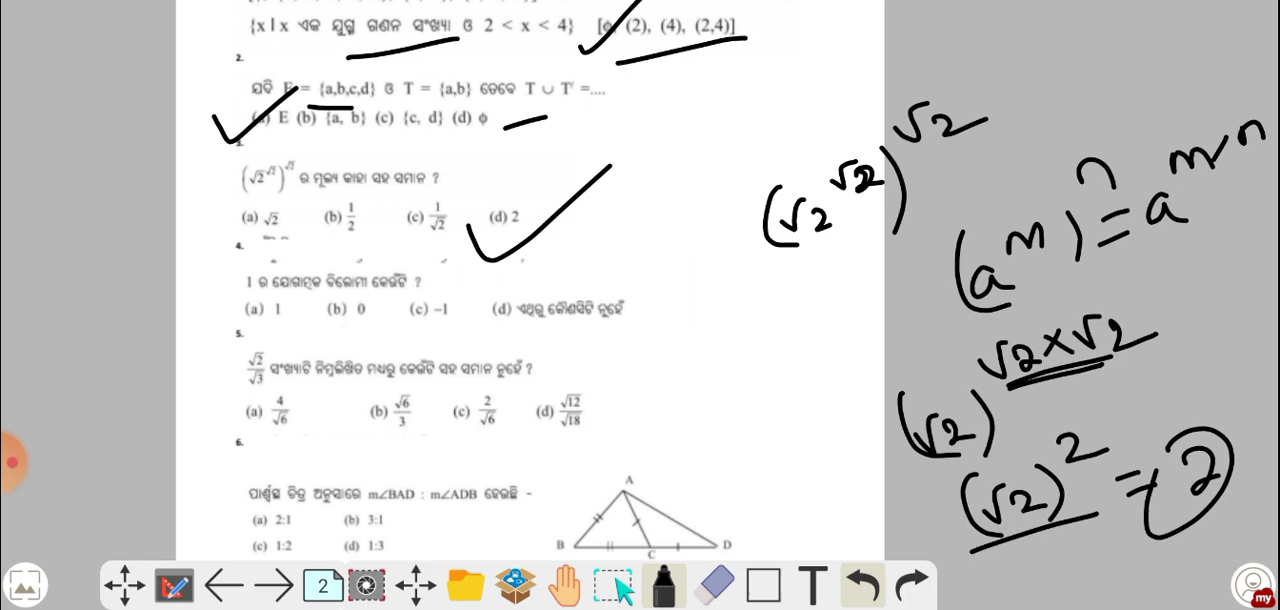 {x l x ଏକ ଯୁଗ୍ମ ଗଣନ ସଂଖ୍ୟା ଓ 2 < x < 4} [ϕ, (2), (4), (2,4)]
2.
ଯଦି E = {a,b,c,d} ଓ T = {a,b} ତେବେ T ∪ T' =....
(a) E (b) {a, b} (c) {c, d} (d) ϕ
3.
(√2^√2)^√2 ର ମୂଲ୍ୟ କାହା ସହ ସମାନ ?
(a) √2 (b) 1/2 (c) 1/√2 (d) 2
4.
1 ର ଯୋଗାତ୍ମକ ବିଲୋମୀ କେଉଁଟି ?
(a) 1 (b) 0 (c) –1 (d) ଏଥିରୁ କୌଣସିଟି ନୁହେଁ
5.
√2/√3 ସଂଖ୍ୟାଟି ନିମ୍ନଲିଖିତ ମଧ୍ୟରୁ କେଉଁଟି ସହ ସମାନ ନୁହେଁ ?
(a) 4/√6 (b) √6/3 (c) 2/√6 (d) √12/√18
6.
ପାର୍ଶ୍ୱସ୍ଥ ଚିତ୍ର ଅନୁସାରେ m∠BAD : m∠ADB ହେଉଛି -
(a) 2:1 (b) 3:1
(c) 1:2 (d) 1:3
A
B C D
(√2^√2)^√2
(a^m)^n = a^mn
(√2)^√2×√2
(√2)^2 = 2
2
T
my